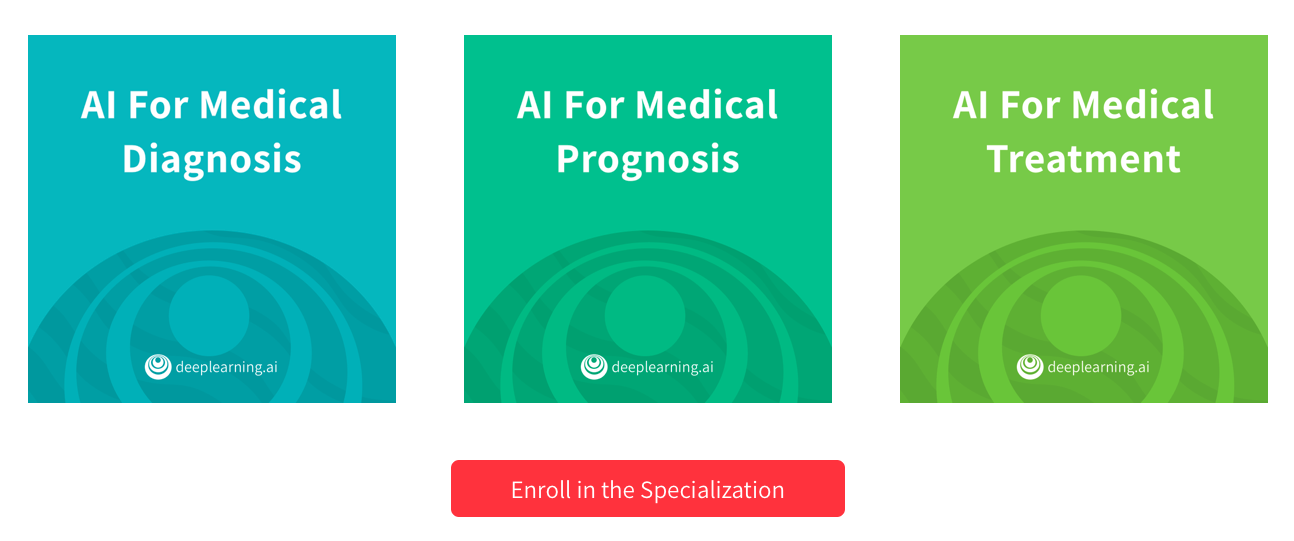 AI For Medical
Diagnosis
deeplearning.ai
AI For Medical
Prognosis
deeplearning.ai
AI For Medical
Treatment
deeplearning.ai
Enroll in the Specialization